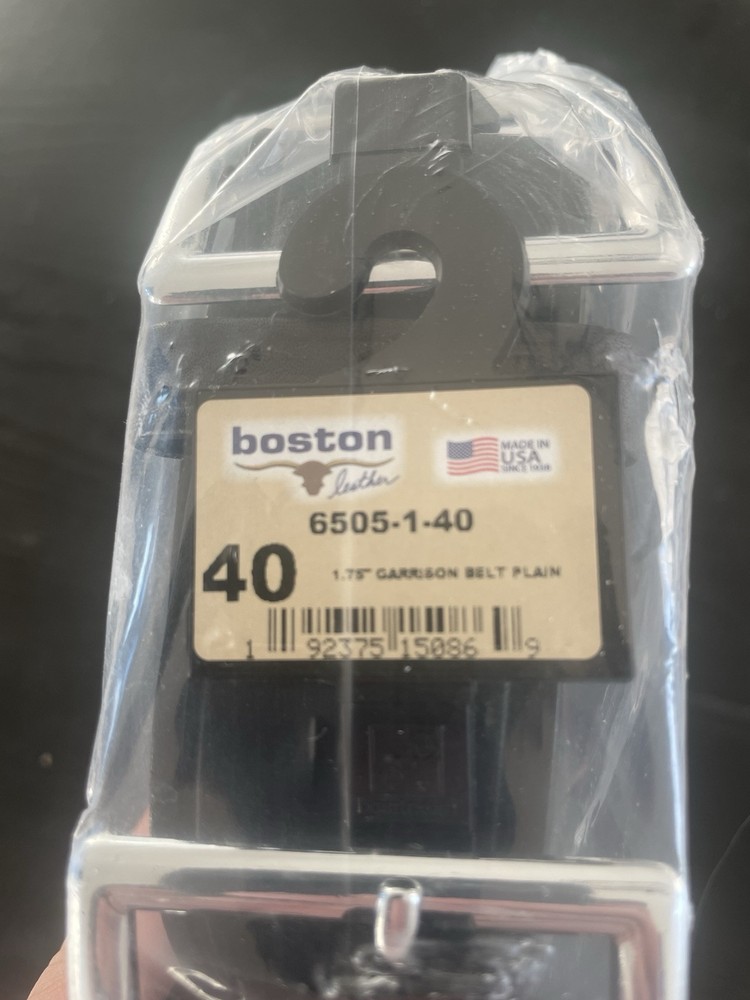 boston
leather
MADE IN
USA
SINCE 1938
6505-1-40
40
1.75" GARRISON BELT PLAIN
1 92375 15086 9